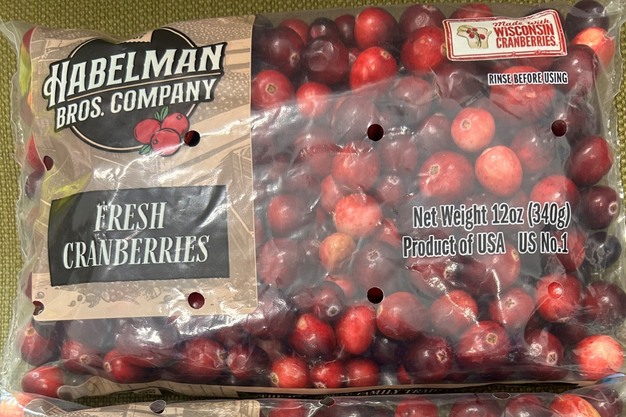 HABELMAN
BROS. COMPANY
FRESH
CRANBERRIES
Made with
WISCONSIN
CRANBERRIES.
RINSE BEFORE USING
Net Weight 12oz (340g)
Product of USA US No.1
FAMILY